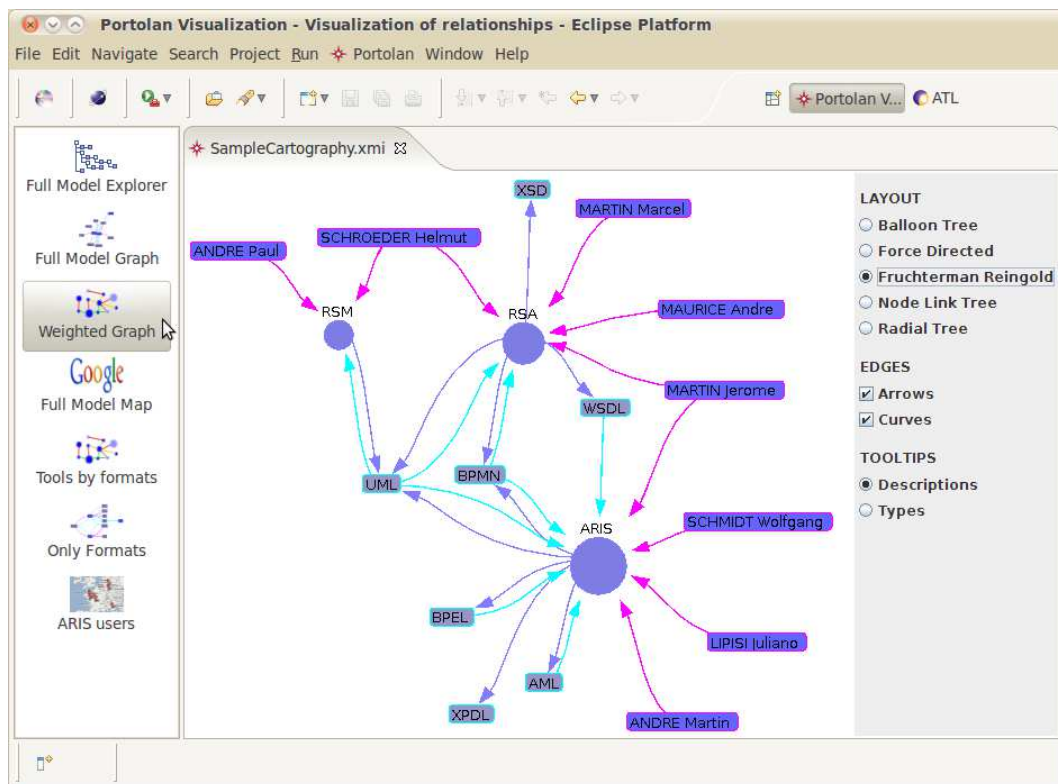 Portolan Visualization - Visualization of relationships - Eclipse Platform
File Edit Navigate Search Project Run Portolan Window Help
Portolan V... ATL
SampleCartography.xmi
Full Model Explorer
Full Model Graph
Weighted Graph
Google
Full Model Map
Tools by formats
Only Formats
ARIS users
XSD
MARTIN Marcel
SCHROEDER Helmut
ANDRE Paul
RSM
RSA
MAURICE Andre
MARTIN Jerome
WSDL
UML
BPMN
ARIS
SCHMIDT Wolfgang
BPEL
LIPISI Juliano
AML
XPDL
ANDRE Martin
LAYOUT
Balloon Tree
Force Directed
Fruchterman Reingold
Node Link Tree
Radial Tree
EDGES
Arrows
Curves
TOOLTIPS
Descriptions
Types